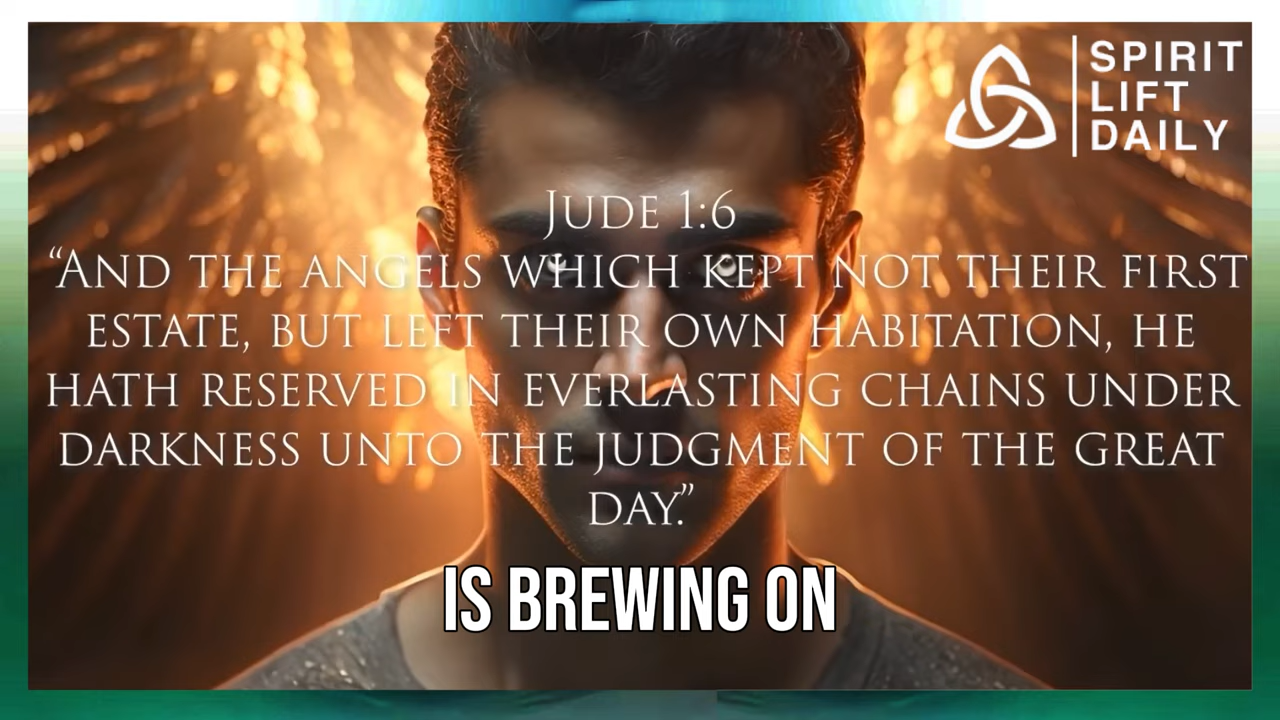 SPIRIT
LIFT
DAILY
JUDE 1:6
“AND THE ANGELS WHICH KEPT NOT THEIR FIRST
ESTATE, BUT LEFT THEIR OWN HABITATION, HE
HATH RESERVED IN EVERLASTING CHAINS UNDER
DARKNESS UNTO THE JUDGMENT OF THE GREAT
DAY.”
IS BREWING ON